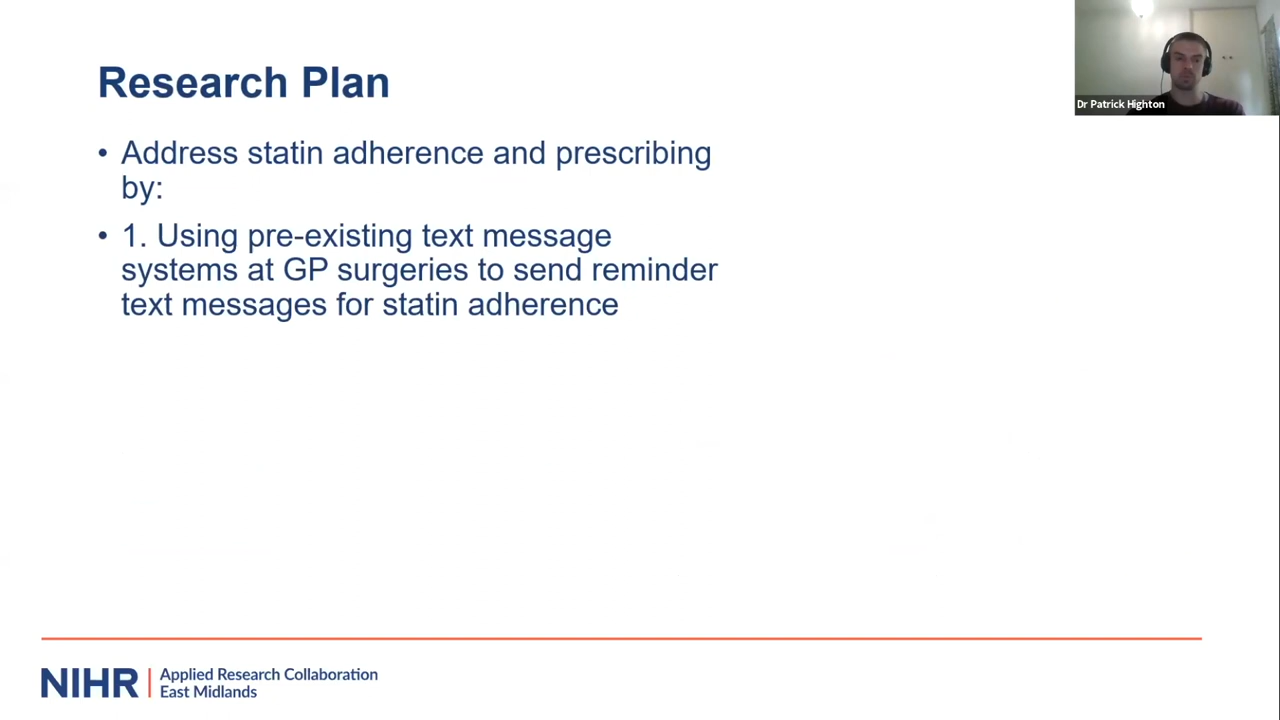 Research Plan
Dr Patrick Highton
• Address statin adherence and prescribing
by:
• 1. Using pre-existing text message
systems at GP surgeries to send reminder
text messages for statin adherence
NIHR | Applied Research Collaboration
East Midlands